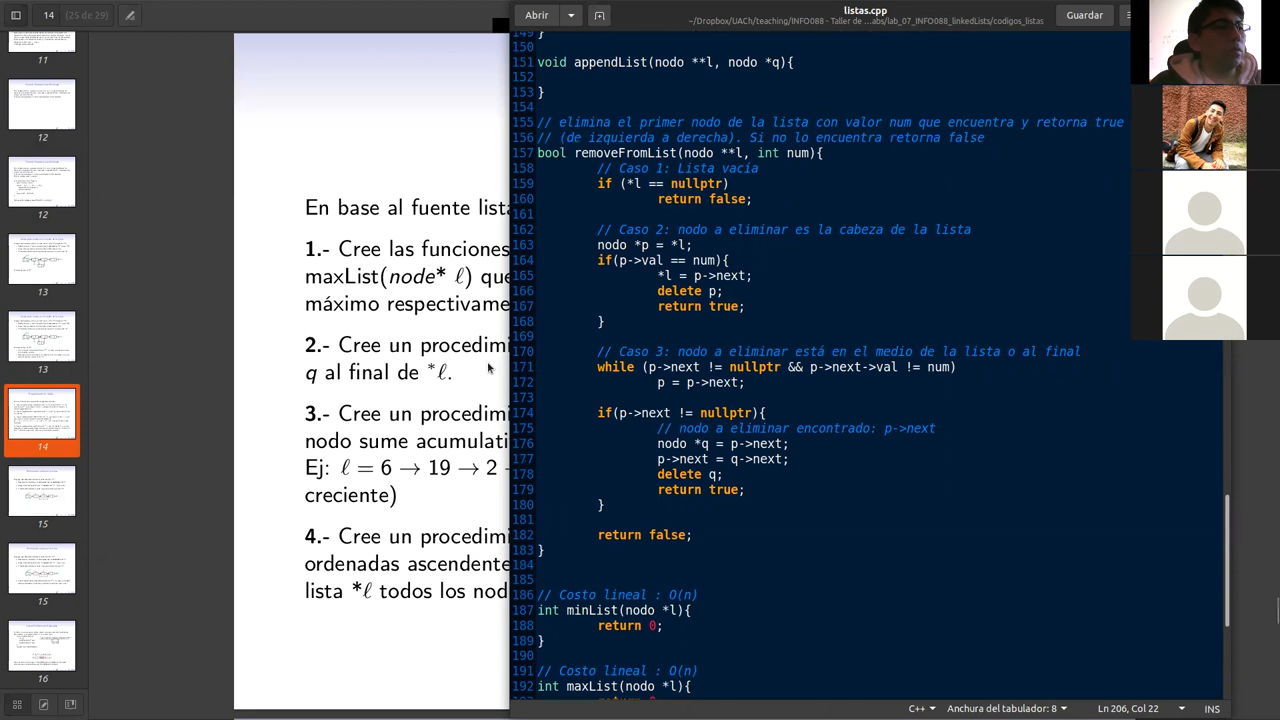 14
(25 de 29)
Abrir
listas.cpp
~/Dropbox/UACh/teaching/INFO088 - Taller de …abs/lab_07_INFO088_linkedLists/codigos_listas
Guardar
11
12
12
13
13
14
15
15
16
En base al fuente lista
1.- Cree las funciones
maxList(node* ℓ) que
máximo respectivame
2.- Cree un procedimi
q al final de *ℓ.
3.- Cree un procedimi
nodo sume acumulati
Ej: ℓ = 6 → 19 → 2
creciente)
4.- Cree un procedimi
ordenadas ascendente
lista *ℓ todos los nod
149 }
150
151 void appendList(nodo **l, nodo *q){
152
153 }
154
155 // elimina el primer nodo de la lista con valor num que encuentra y retorna true
156 // (de izquierda a derecha). Si no lo encuentra retorna false
157 bool removeFromList(nodo **l, int num){
158 // Caso 1: Lista vacía
159 if (*l == nullptr)
160 return false;
161
162 // Caso 2: nodo a eliminar es la cabeza de la lista
163 nodo *p = *l;
164 if(p->val == num){
165 *l = p->next;
166 delete p;
167 return true;
168 }
169
170 // Caso 3: nodo a eliminar está en el medio de la lista o al final
171 while (p->next != nullptr && p->next->val != num)
172 p = p->next;
173
174 if(p->next != nullptr){
175 // nodo a eliminar encontrado: p->next
176 nodo *q = p->next;
177 p->next = q->next;
178 delete q;
179 return true;
180 }
181
182 return false;
183 }
184
185
186 // Costo lineal : O(n)
187 int minList(nodo *l){
188 return 0;
189 }
190
191 // Costo lineal : O(n)
192 int maxList(nodo *l){
C++
Anchura del tabulador: 8
Ln 206, Col 22
INS